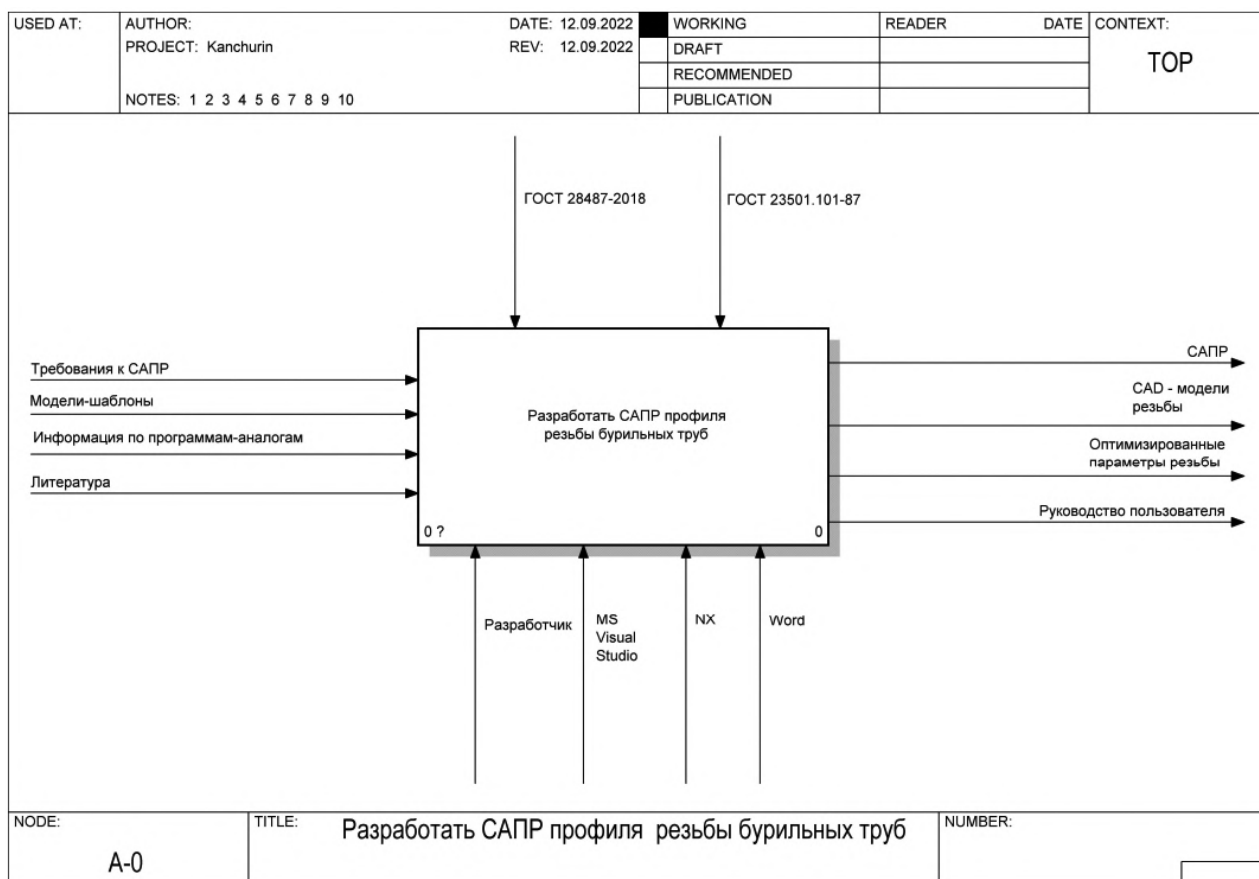 USED AT:
AUTHOR:
DATE: 12.09.2022
WORKING
READER
DATE
CONTEXT:
PROJECT: Kanchurin
REV: 12.09.2022
DRAFT
TOP
RECOMMENDED
NOTES: 1 2 3 4 5 6 7 8 9 10
PUBLICATION
ГОСТ 28487-2018
ГОСТ 23501.101-87
Требования к САПР
Модели-шаблоны
Информация по программам-аналогам
Литература
Разработать САПР профиля
резьбы бурильных труб
0 ?
0
САПР
CAD - модели
резьбы
Оптимизированные
параметры резьбы
Руководство пользователя
Разработчик
MS
Visual
Studio
NX
Word
NODE:
A-0
TITLE:
Разработать САПР профиля резьбы бурильных труб
NUMBER: